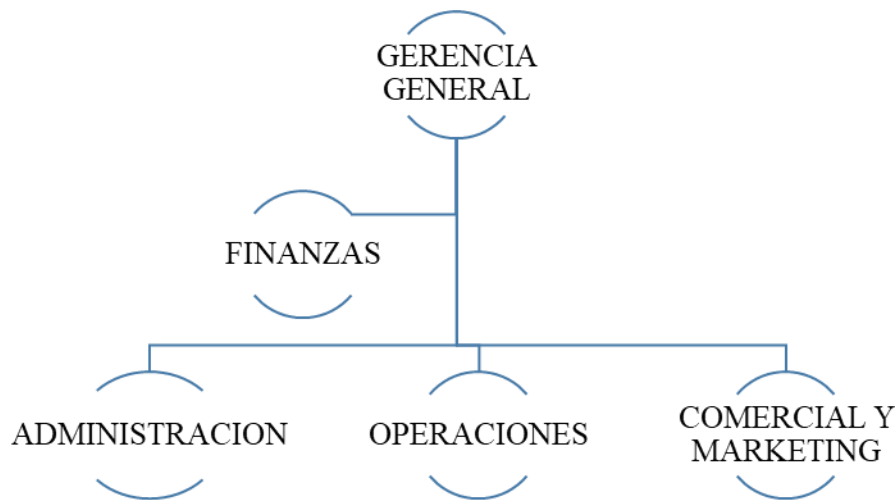 GERENCIA
GENERAL
FINANZAS
ADMINISTRACION
OPERACIONES
COMERCIAL Y
MARKETING